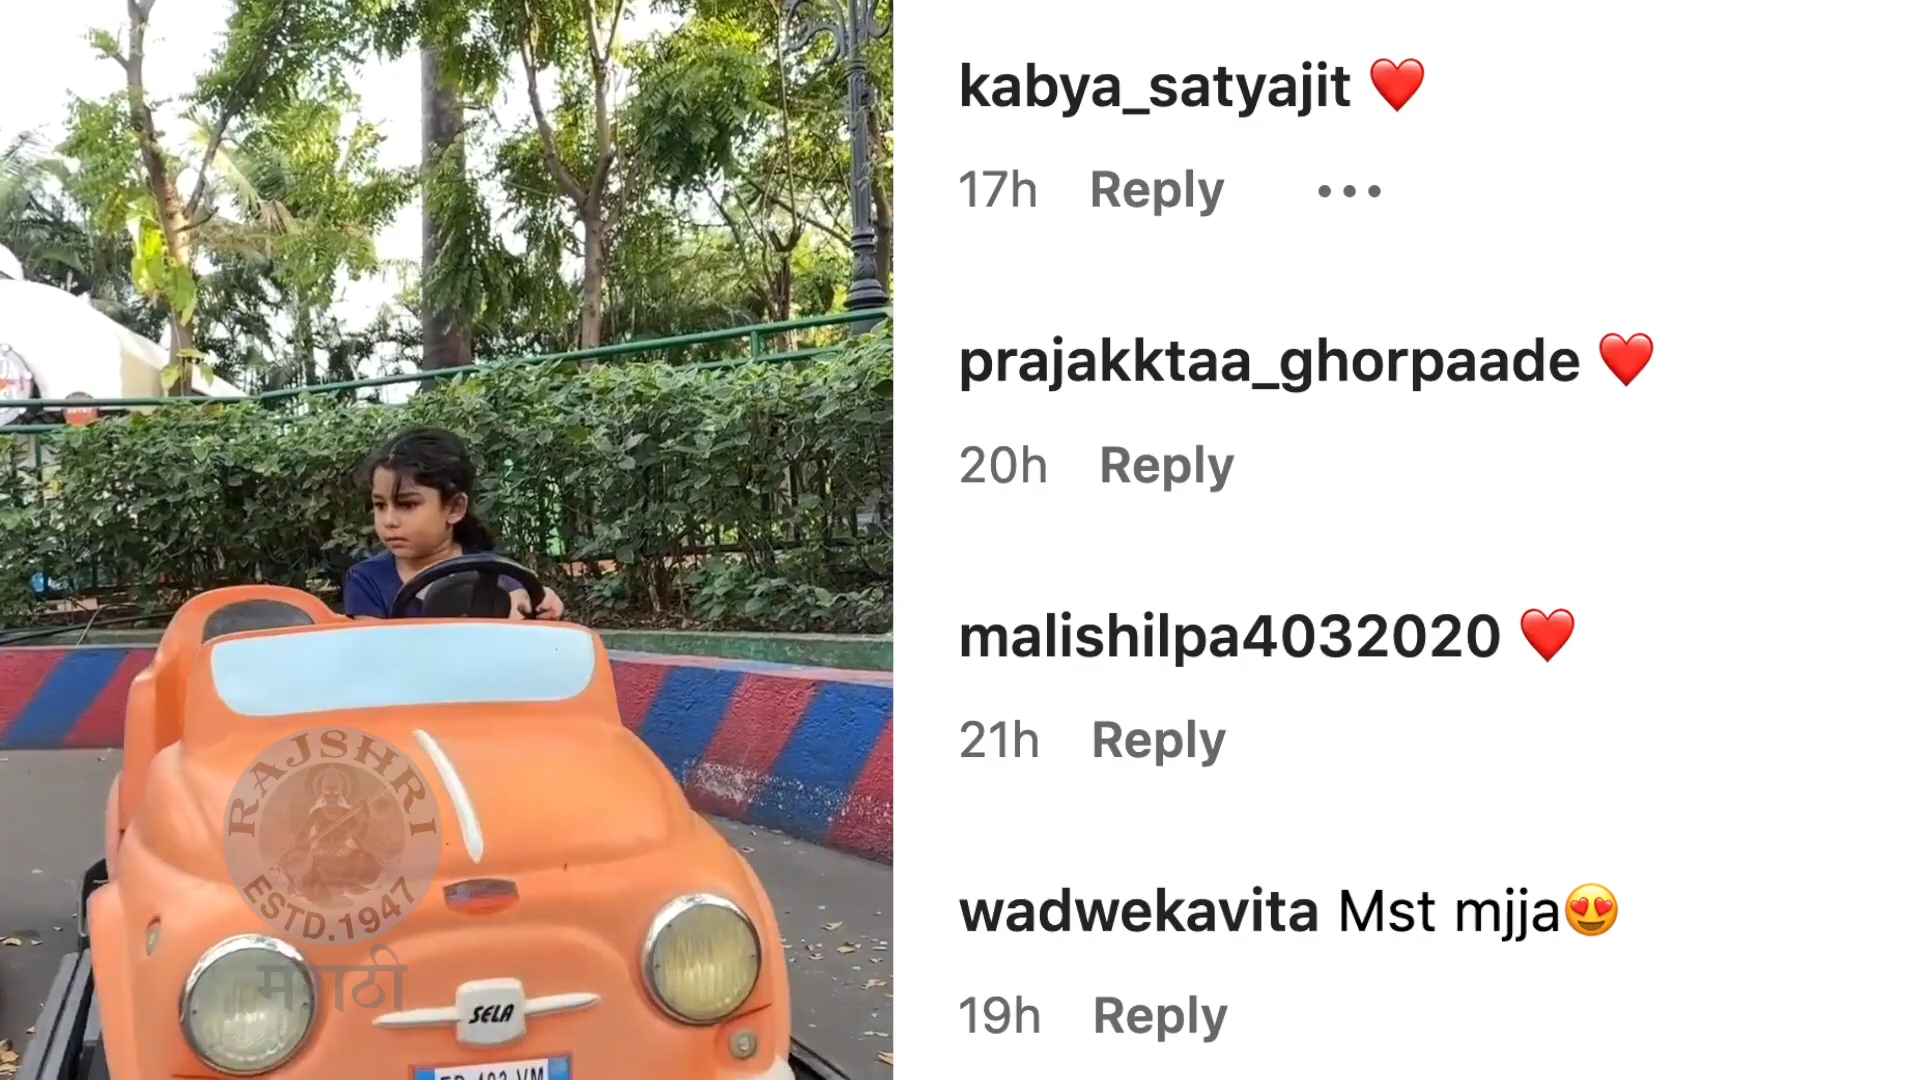 kabya_satyajit ❤️
17h Reply •••
prajakktaa_ghorpaade ❤️
20h Reply
malishilpa4032020 ❤️
21h Reply
wadwekavita Mst mjja😍
19h Reply
RAJSHRI
ESTD.1947
मराठी
SELA